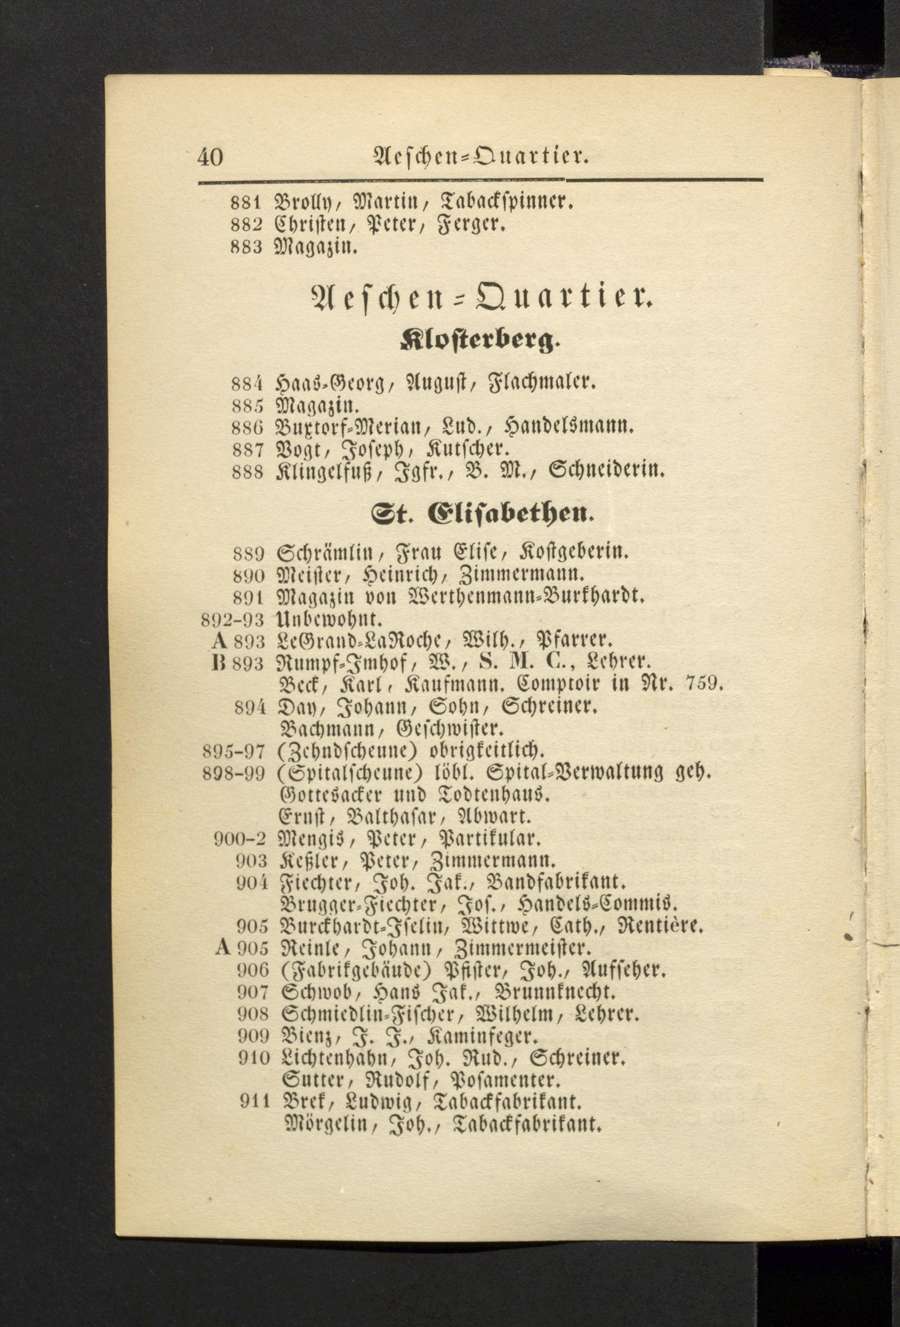 40 Aeschen-Quartier.
881 Brolly, Martin, Tabackspinner.
882 Christen, Peter, Ferger.
883 Magazin.
Aeschen-Quartier.
Klosterberg.
884 Haas-Georg, August, Flachmaler.
885 Magazin.
886 Buxtorf-Merian, Lud., Handelsmann.
887 Vogt, Joseph, Kutscher.
888 Klingelfuß, Jgfr., B. M., Schneiderin.
St. Elisabethen.
889 Schrämlin, Frau Elise, Kostgeberin.
890 Meister, Heinrich, Zimmermann.
891 Magazin von Werthenmann-Burkhardt.
892-93 Unbewohnt.
A 893 LeGrand-LaRoche, Wilh., Pfarrer.
B 893 Rumpf-Imhof, W., S. M. C., Lehrer.
Beck, Karl, Kaufmann. Comptoir in Nr. 759.
894 Day, Johann, Sohn, Schreiner.
Bachmann, Geschwister.
895-97 (Zehndscheune) obrigkeitlich.
898-99 (Spitalscheune) löbl. Spital-Verwaltung geh.
Gottesacker und Todtenhaus.
Ernst, Balthasar, Abwart.
900-2 Mengis, Peter, Partikular.
903 Keßler, Peter, Zimmermann.
904 Fiechter, Joh. Jak., Bandfabrikant.
Brugger-Fiechter, Jos., Handels-Commis.
905 Burckhardt-Iselin, Wittwe, Cath., Rentière.
A 905 Reinle, Johann, Zimmermeister.
906 (Fabrikgebäude) Pfister, Joh., Aufseher.
907 Schwob, Hans Jak., Brunnknecht.
908 Schmiedlin-Fischer, Wilhelm, Lehrer.
909 Bienz, J. J., Kaminfeger.
910 Lichtenhahn, Joh. Rud., Schreiner.
Sutter, Rudolf, Posamenter.
911 Brek, Ludwig, Tabackfabrikant.
Mörgelin, Joh., Tabackfabrikant.